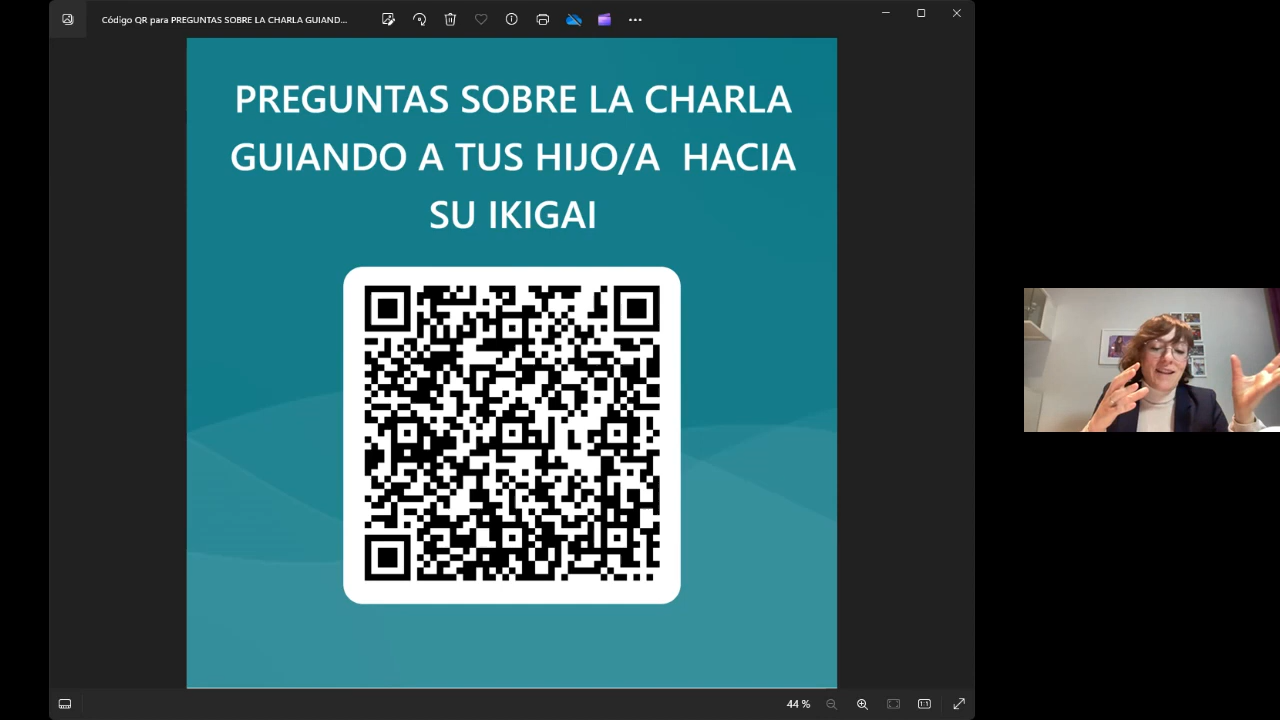 Código QR para PREGUNTAS SOBRE LA CHARLA GUIAND...
PREGUNTAS SOBRE LA CHARLA
GUIANDO A TUS HIJO/A HACIA
SU IKIGAI
44 %